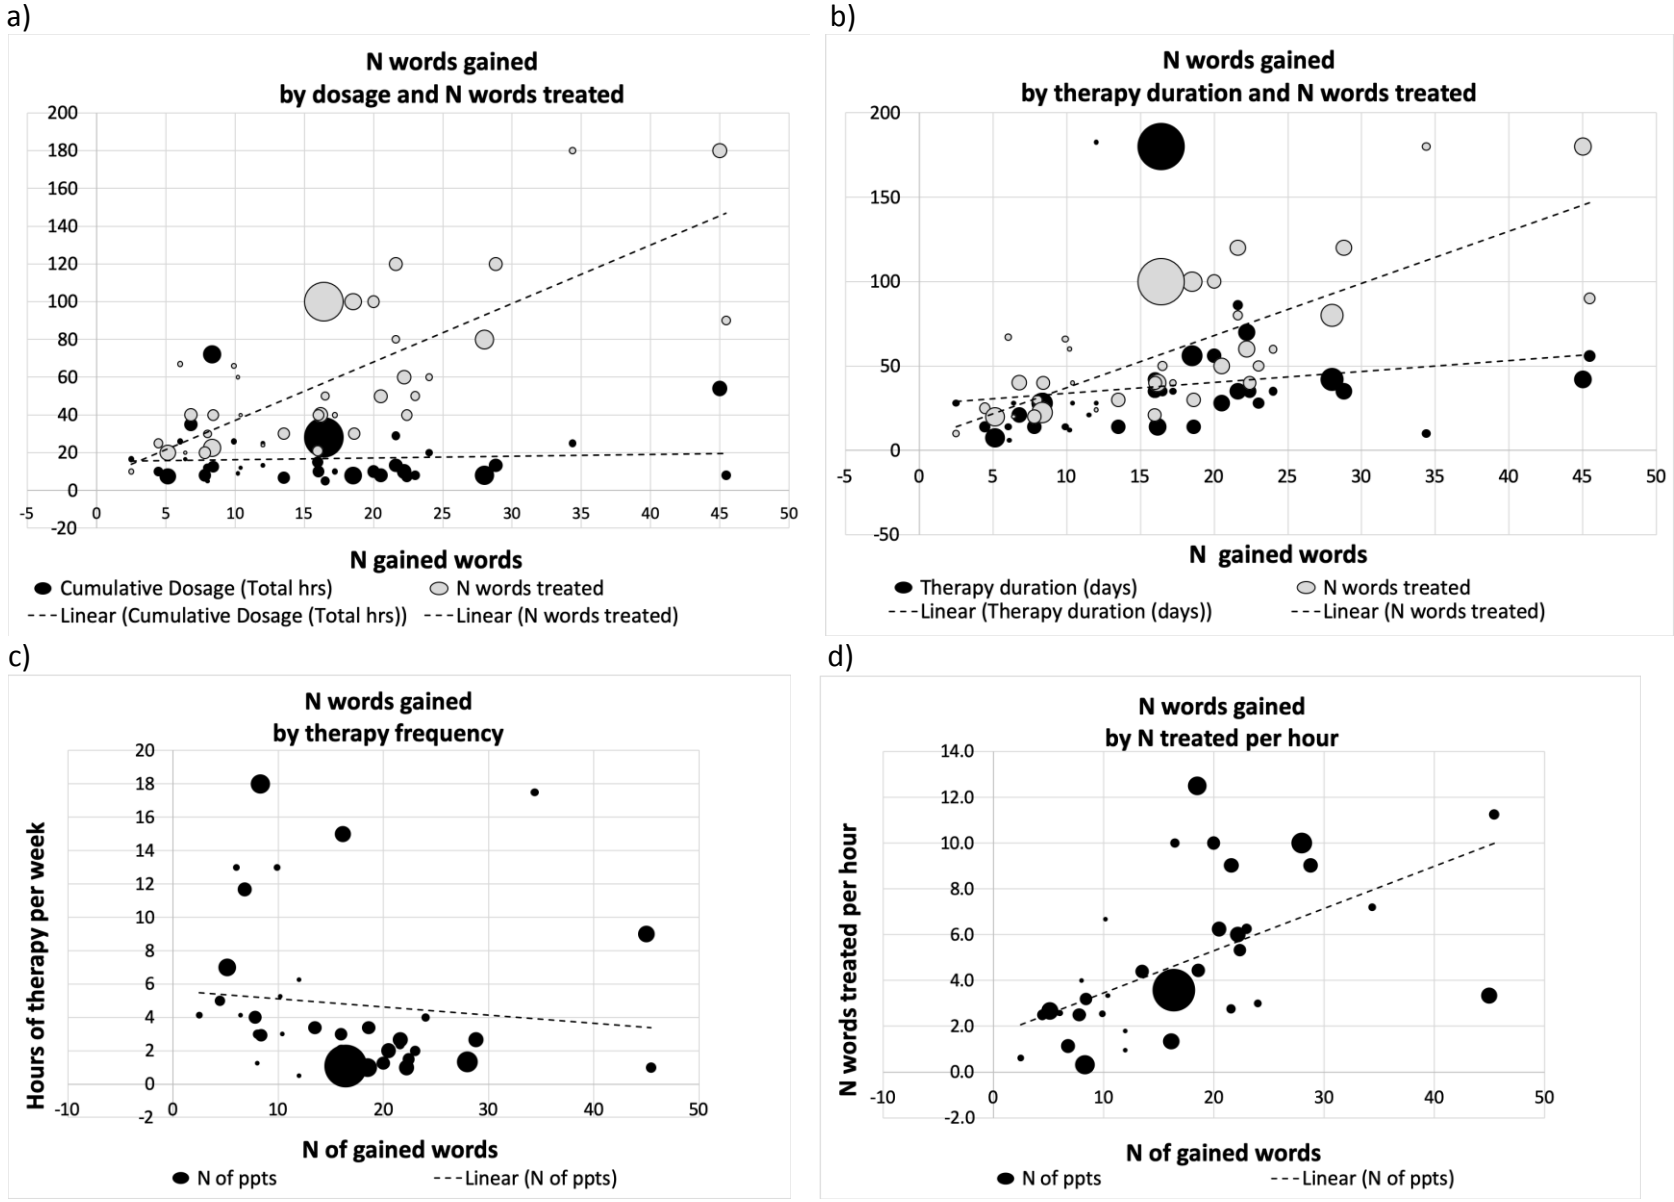 a)
N words gained
by dosage and N words treated
200
180
160
140
120
100
80
60
40
20
0
-20
-5 0 5 10 15 20 25 30 35 40 45 50
N gained words
Cumulative Dosage (Total hrs) N words treated
Linear (Cumulative Dosage (Total hrs)) Linear (N words treated)
b)
N words gained
by therapy duration and N words treated
200
150
100
50
0
-50
-5 0 5 10 15 20 25 30 35 40 45 50
N gained words
Therapy duration (days) N words treated
Linear (Therapy duration (days)) Linear (N words treated)
c)
N words gained
by therapy frequency
Hours of therapy per week
20
18
16
14
12
10
8
6
4
2
0
-2
-10 0 10 20 30 40 50
N of gained words
N of ppts Linear (N of ppts)
d)
N words gained
by N treated per hour
N words treated per hour
14.0
12.0
10.0
8.0
6.0
4.0
2.0
0.0
-2.0
-10 0 10 20 30 40 50
N of gained words
N of ppts Linear (N of ppts)